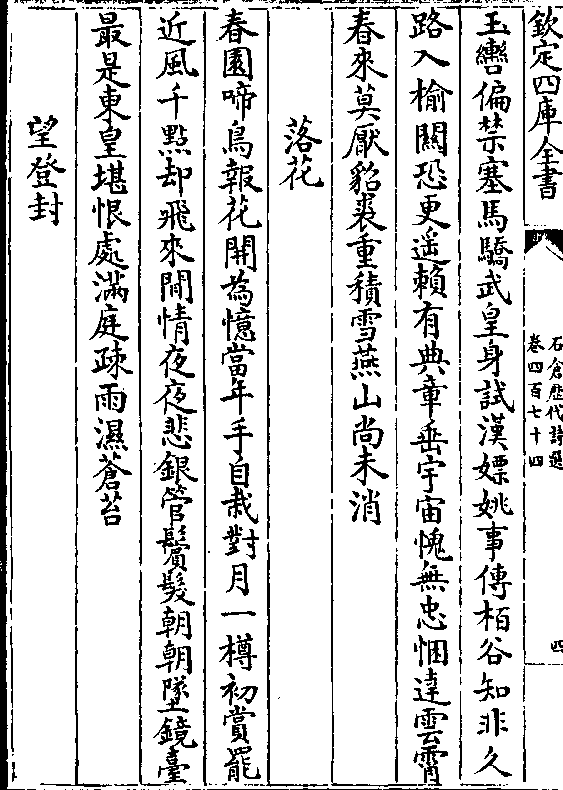 欽定四庫全書
石倉歷代詩選
卷四百七十四
四
玉轡偏禁塞馬驕武皇身試漢嫖姚事傳栢谷知非久
路入榆關恐更遥賴有典章垂宇宙愧無忠悃達雲霄
春來莫厭貂裘重積雪燕山尚未消
落花
春園啼鳥報花開為憶當年手自栽對月一樽初賞罷
近風千點却飛來閒情夜夜悲銀管鬢髮朝朝墜鏡臺
最是東皇堪恨處滿庭疎雨濕蒼苔
望登封